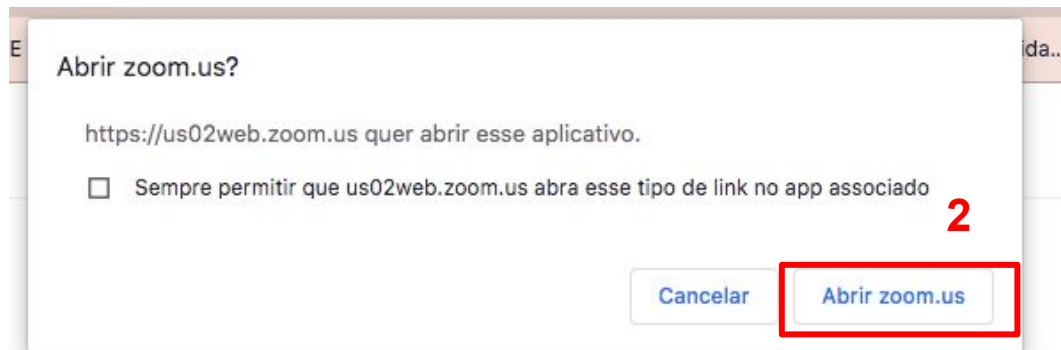 E
ida..
Abrir zoom.us?
https://us02web.zoom.us quer abrir esse aplicativo.
Sempre permitir que us02web.zoom.us abra esse tipo de link no app associado
2
Cancelar
Abrir zoom.us